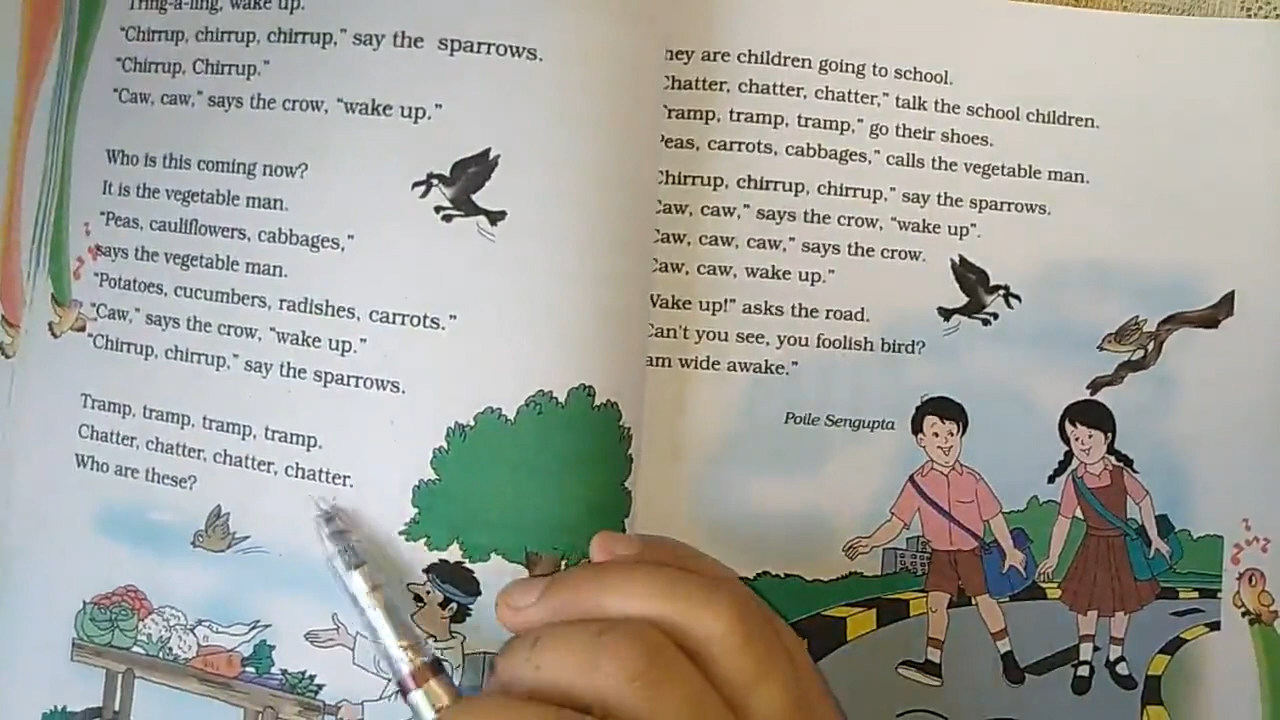 Tring-a-ling, wake up.
"Chirrup, chirrup, chirrup," say the sparrows.
"Chirrup, Chirrup."
"Caw, caw," says the crow, "wake up."
Who is this coming now?
It is the vegetable man.
"Peas, cauliflowers, cabbages,"
says the vegetable man.
"Potatoes, cucumbers, radishes, carrots."
"Caw," says the crow, "wake up."
"Chirrup, chirrup," say the sparrows.
Tramp, tramp, tramp, tramp.
Chatter, chatter, chatter, chatter.
Who are these?
hey are children going to school.
Chatter, chatter, chatter," talk the school children.
Tramp, tramp, tramp," go their shoes.
Peas, carrots, cabbages," calls the vegetable man.
Chirrup, chirrup, chirrup," say the sparrows.
Caw, caw," says the crow, "wake up".
Caw, caw, caw," says the crow.
Caw, caw, wake up."
Wake up!" asks the road.
Can't you see, you foolish bird?
am wide awake."
Poile Sengupta